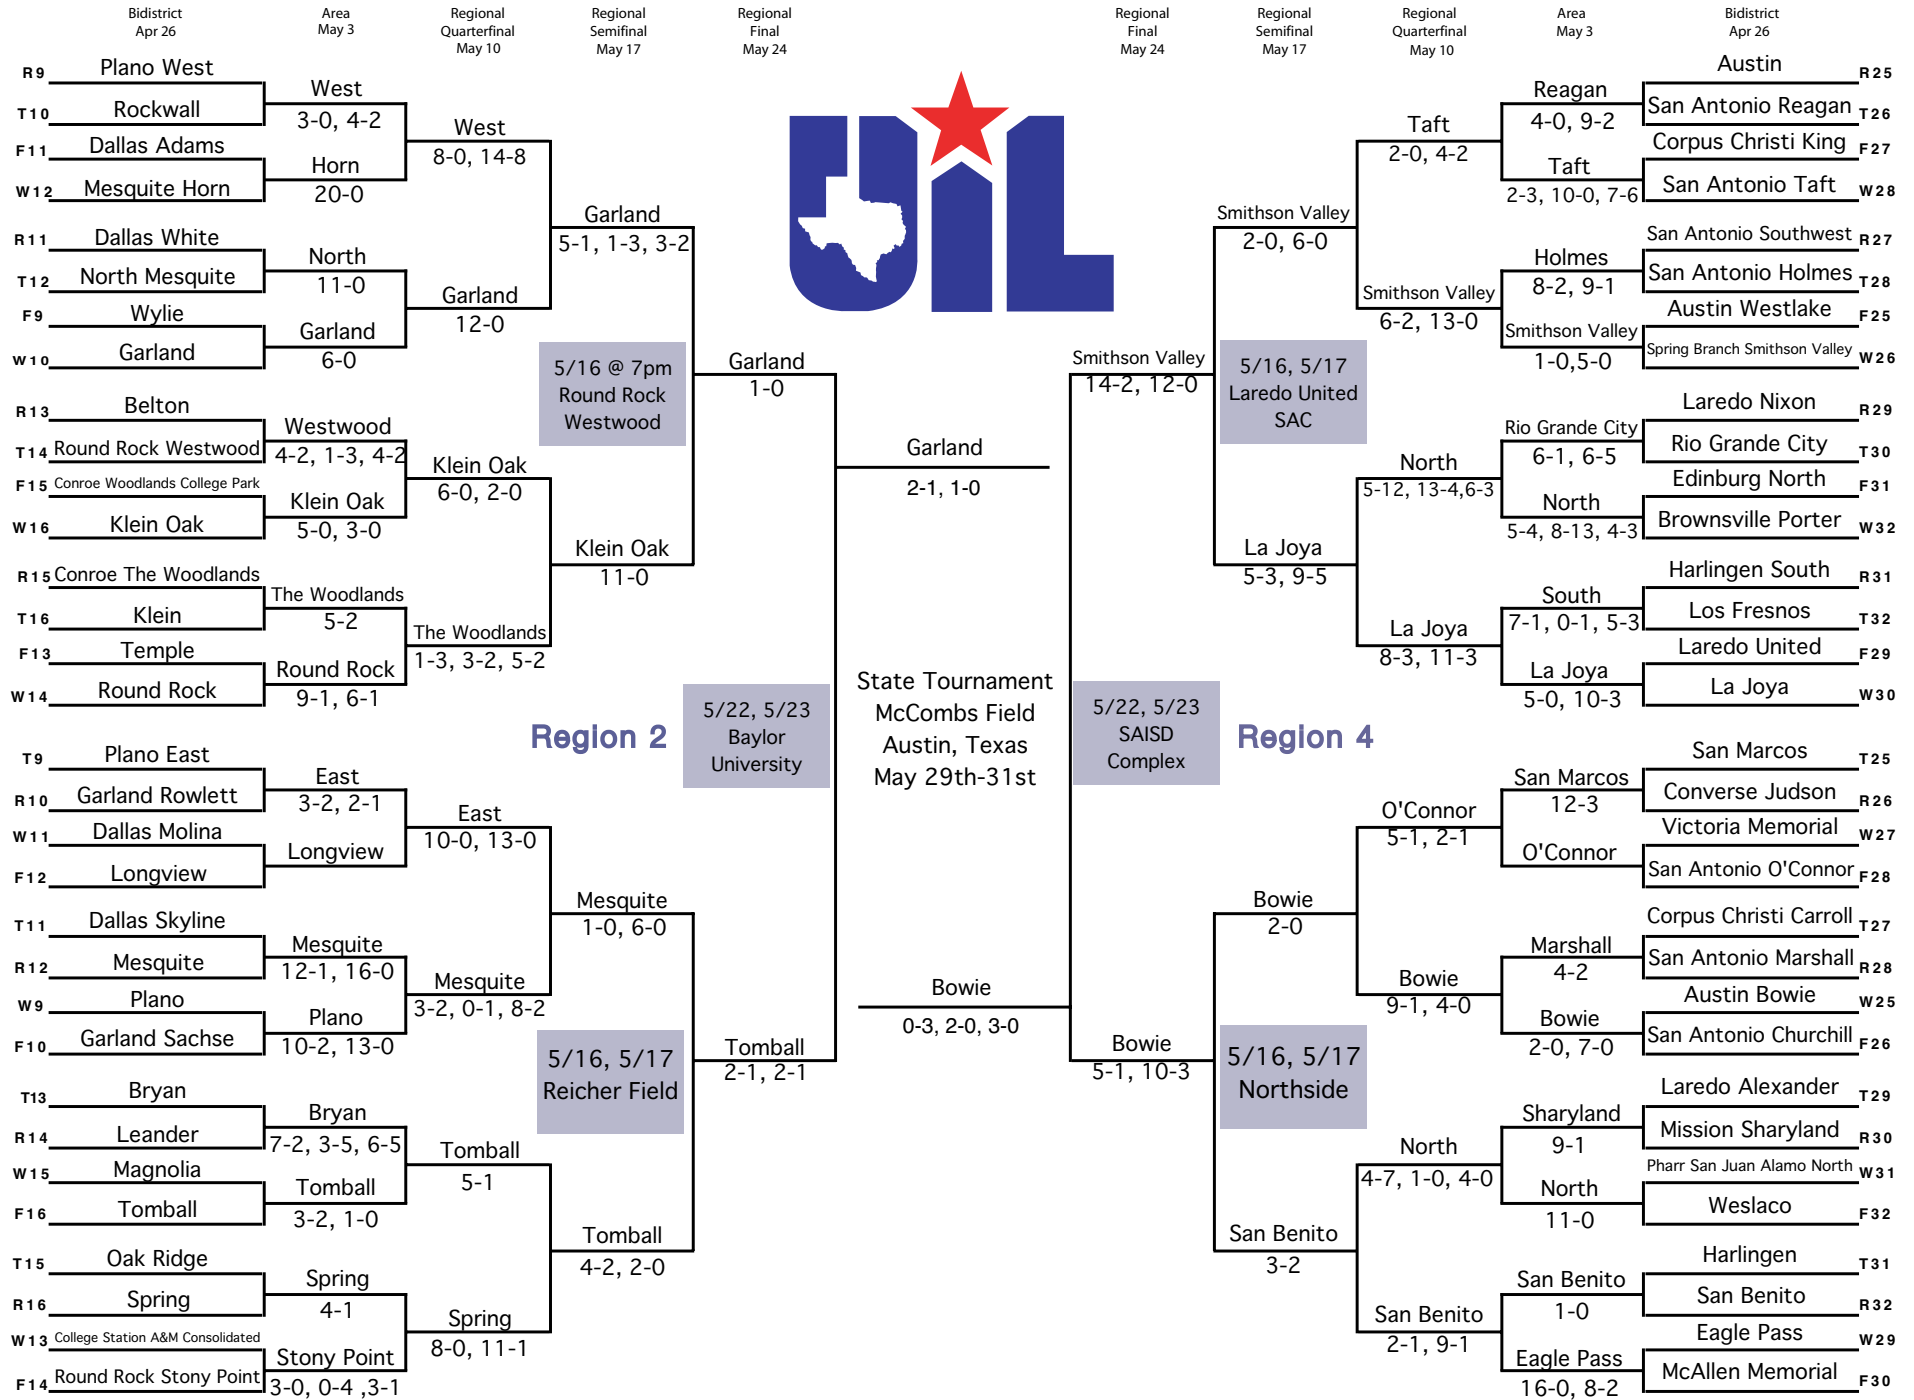 Bidistrict
Apr 26
Area
May 3
Regional
Quarterfinal
May 10
Regional
Semifinal
May 17
Regional
Final
May 24
Regional
Final
May 24
Regional
Semifinal
May 17
Regional
Quarterfinal
May 10
Area
May 3
Bidistrict
Apr 26
R9 Plano West
T10 Rockwall
F11 Dallas Adams
W12 Mesquite Horn
R11 Dallas White
T12 North Mesquite
F9 Wylie
W10 Garland
R13 Belton
T14 Round Rock Westwood
F15 Conroe Woodlands College Park
W16 Klein Oak
R15 Conroe The Woodlands
T16 Klein
F13 Temple
W14 Round Rock
T9 Plano East
R10 Garland Rowlett
W11 Dallas Molina
F12 Longview
T11 Dallas Skyline
R12 Mesquite
W9 Plano
F10 Garland Sachse
T13 Bryan
R14 Leander
W15 Magnolia
F16 Tomball
T15 Oak Ridge
R16 Spring
W13 College Station A&M Consolidated
F14 Round Rock Stony Point
West
3-0, 4-2
Horn
20-0
North
11-0
Garland
6-0
Westwood
4-2, 1-3, 4-2
Klein Oak
5-0, 3-0
The Woodlands
5-2
Round Rock
9-1, 6-1
East
3-2, 2-1
Longview
Mesquite
12-1, 16-0
Plano
10-2, 13-0
Bryan
7-2, 3-5, 6-5
Tomball
3-2, 1-0
Spring
4-1
Stony Point
3-0, 0-4 ,3-1
West
8-0, 14-8
Garland
12-0
Klein Oak
6-0, 2-0
The Woodlands
1-3, 3-2, 5-2
East
10-0, 13-0
Mesquite
3-2, 0-1, 8-2
Tomball
5-1
Spring
8-0, 11-1
Garland
5-1, 1-3, 3-2
5/16 @ 7pm
Round Rock
Westwood
Klein Oak
11-0
Region 2
Mesquite
1-0, 6-0
5/16, 5/17
Reicher Field
Tomball
4-2, 2-0
Garland
1-0
5/22, 5/23
Baylor
University
Tomball
2-1, 2-1
UIL
Garland
2-1, 1-0
State Tournament
McCombs Field
Austin, Texas
May 29th-31st
Bowie
0-3, 2-0, 3-0
Smithson Valley
14-2, 12-0
5/22, 5/23
SAISD
Complex
Bowie
5-1, 10-3
Smithson Valley
2-0, 6-0
5/16, 5/17
Laredo United
SAC
La Joya
5-3, 9-5
Region 4
Bowie
2-0
5/16, 5/17
Northside
San Benito
3-2
Taft
2-0, 4-2
Smithson Valley
6-2, 13-0
North
5-12, 13-4,6-3
La Joya
8-3, 11-3
O'Connor
5-1, 2-1
Bowie
9-1, 4-0
North
4-7, 1-0, 4-0
San Benito
2-1, 9-1
Reagan
4-0, 9-2
Taft
2-3, 10-0, 7-6
Holmes
8-2, 9-1
Smithson Valley
1-0,5-0
Rio Grande City
6-1, 6-5
North
5-4, 8-13, 4-3
South
7-1, 0-1, 5-3
La Joya
5-0, 10-3
San Marcos
12-3
O'Connor
Marshall
4-2
Bowie
2-0, 7-0
Sharyland
9-1
North
11-0
San Benito
1-0
Eagle Pass
16-0, 8-2
Austin R25
San Antonio Reagan T26
Corpus Christi King F27
San Antonio Taft W28
San Antonio Southwest R27
San Antonio Holmes T28
Austin Westlake F25
Spring Branch Smithson Valley W26
Laredo Nixon R29
Rio Grande City T30
Edinburg North F31
Brownsville Porter W32
Harlingen South R31
Los Fresnos T32
Laredo United F29
La Joya W30
San Marcos T25
Converse Judson R26
Victoria Memorial W27
San Antonio O'Connor F28
Corpus Christi Carroll T27
San Antonio Marshall R28
Austin Bowie W25
San Antonio Churchill F26
Laredo Alexander T29
Mission Sharyland R30
Pharr San Juan Alamo North W31
Weslaco F32
Harlingen T31
San Benito R32
Eagle Pass W29
McAllen Memorial F30